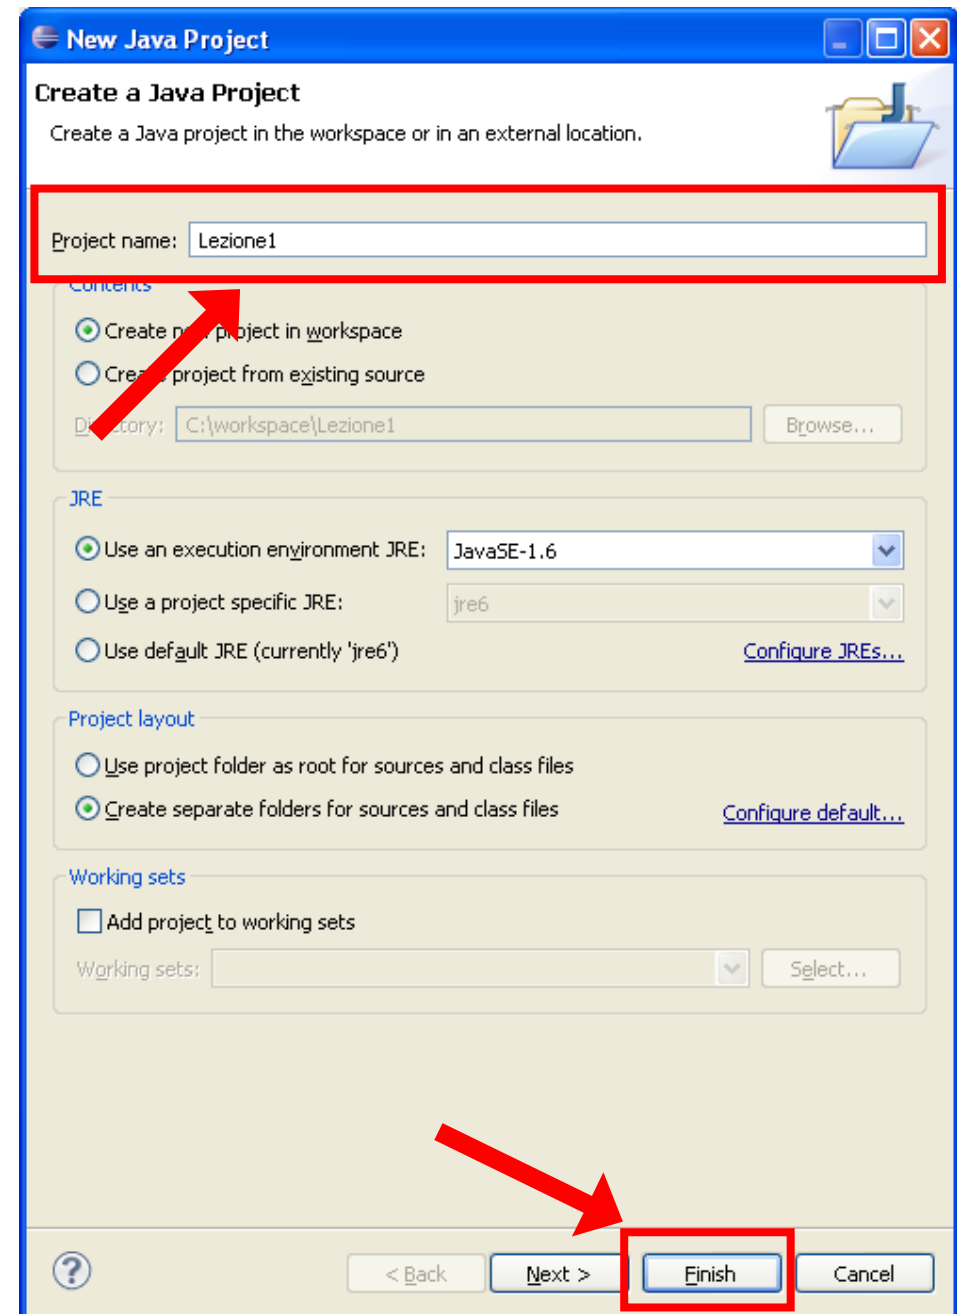 New Java Project
Create a Java Project
Create a Java project in the workspace or in an external location.
Project name: Lezione1
Contents
Create new project in workspace
Create project from existing source
Directory: C:\workspace\Lezione1 Browse...
JRE
Use an execution environment JRE: JavaSE-1.6
Use a project specific JRE: jre6
Use default JRE (currently 'jre6') Configure JREs...
Project layout
Use project folder as root for sources and class files
Create separate folders for sources and class files Configure default...
Working sets
Add project to working sets
Working sets: Select...
? < Back Next > Finish Cancel